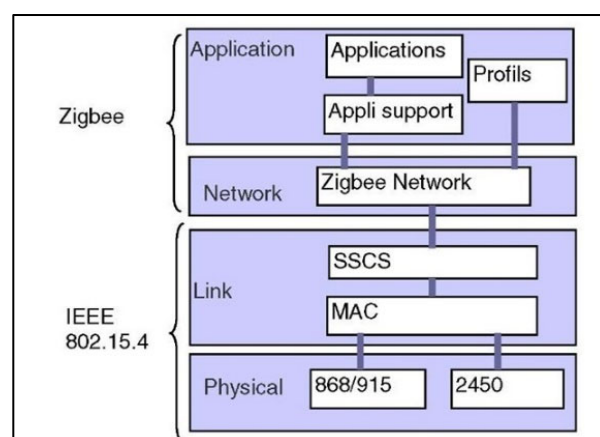 Application
Applications
Profils
Appli support
Zigbee
Zigbee Network
Network
SSCS
Link
MAC
IEEE
802.15.4
Physical
868/915
2450